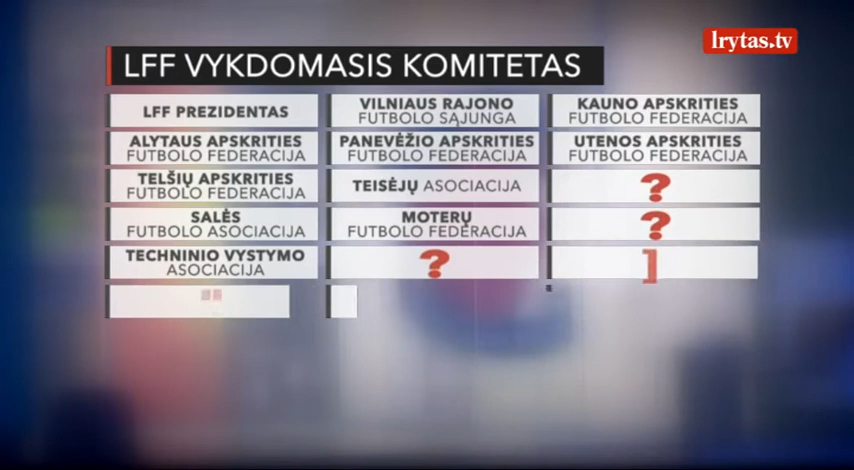 lrytas.tv
LFF VYKDOMASIS KOMITETAS
LFF PREZIDENTAS
VILNIAUS RAJONO
FUTBOLO SĄJUNGA
KAUNO APSKRITIES
FUTBOLO FEDERACIJA
ALYTAUS APSKRITIES
FUTBOLO FEDERACIJA
PANEVĖŽIO APSKRITIES
FUTBOLO FEDERACIJA
UTENOS APSKRITIES
FUTBOLO FEDERACIJA
TELŠIŲ APSKRITIES
FUTBOLO FEDERACIJA
TEISĖJŲ ASOCIACIJA
?
SALĖS
FUTBOLO ASOCIACIJA
MOTERŲ
FUTBOLO FEDERACIJA
?
TECHNINIO VYSTYMO
ASOCIACIJA
?